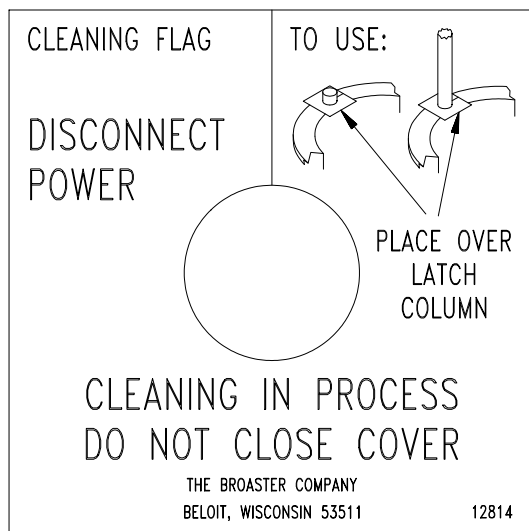 CLEANING FLAG
DISCONNECT
POWER
TO USE:
PLACE OVER
LATCH
COLUMN
CLEANING IN PROCESS
DO NOT CLOSE COVER
THE BROASTER COMPANY
BELOIT, WISCONSIN 53511
12814